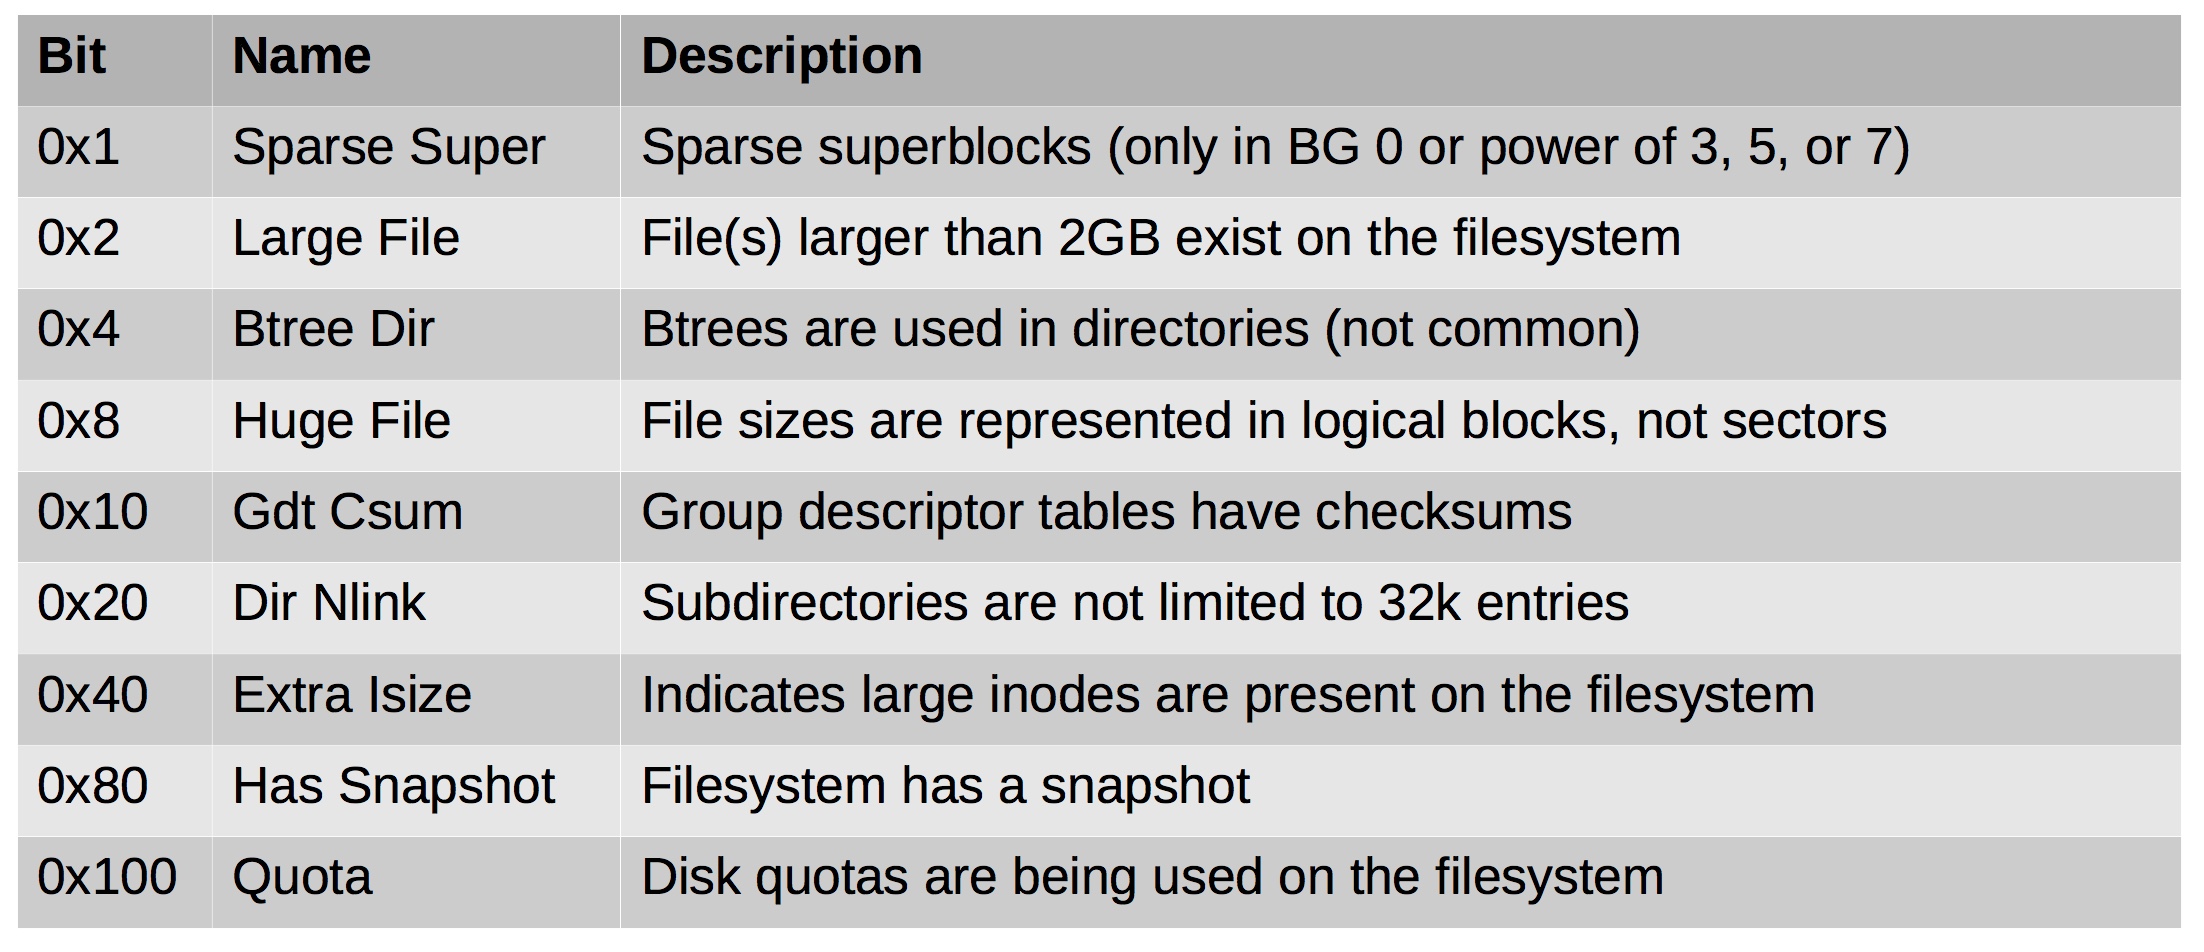 Bit Name Description
0x1 Sparse Super Sparse superblocks (only in BG 0 or power of 3, 5, or 7)
0x2 Large File File(s) larger than 2GB exist on the filesystem
0x4 Btree Dir Btrees are used in directories (not common)
0x8 Huge File File sizes are represented in logical blocks, not sectors
0x10 Gdt Csum Group descriptor tables have checksums
0x20 Dir Nlink Subdirectories are not limited to 32k entries
0x40 Extra Isize Indicates large inodes are present on the filesystem
0x80 Has Snapshot Filesystem has a snapshot
0x100 Quota Disk quotas are being used on the filesystem